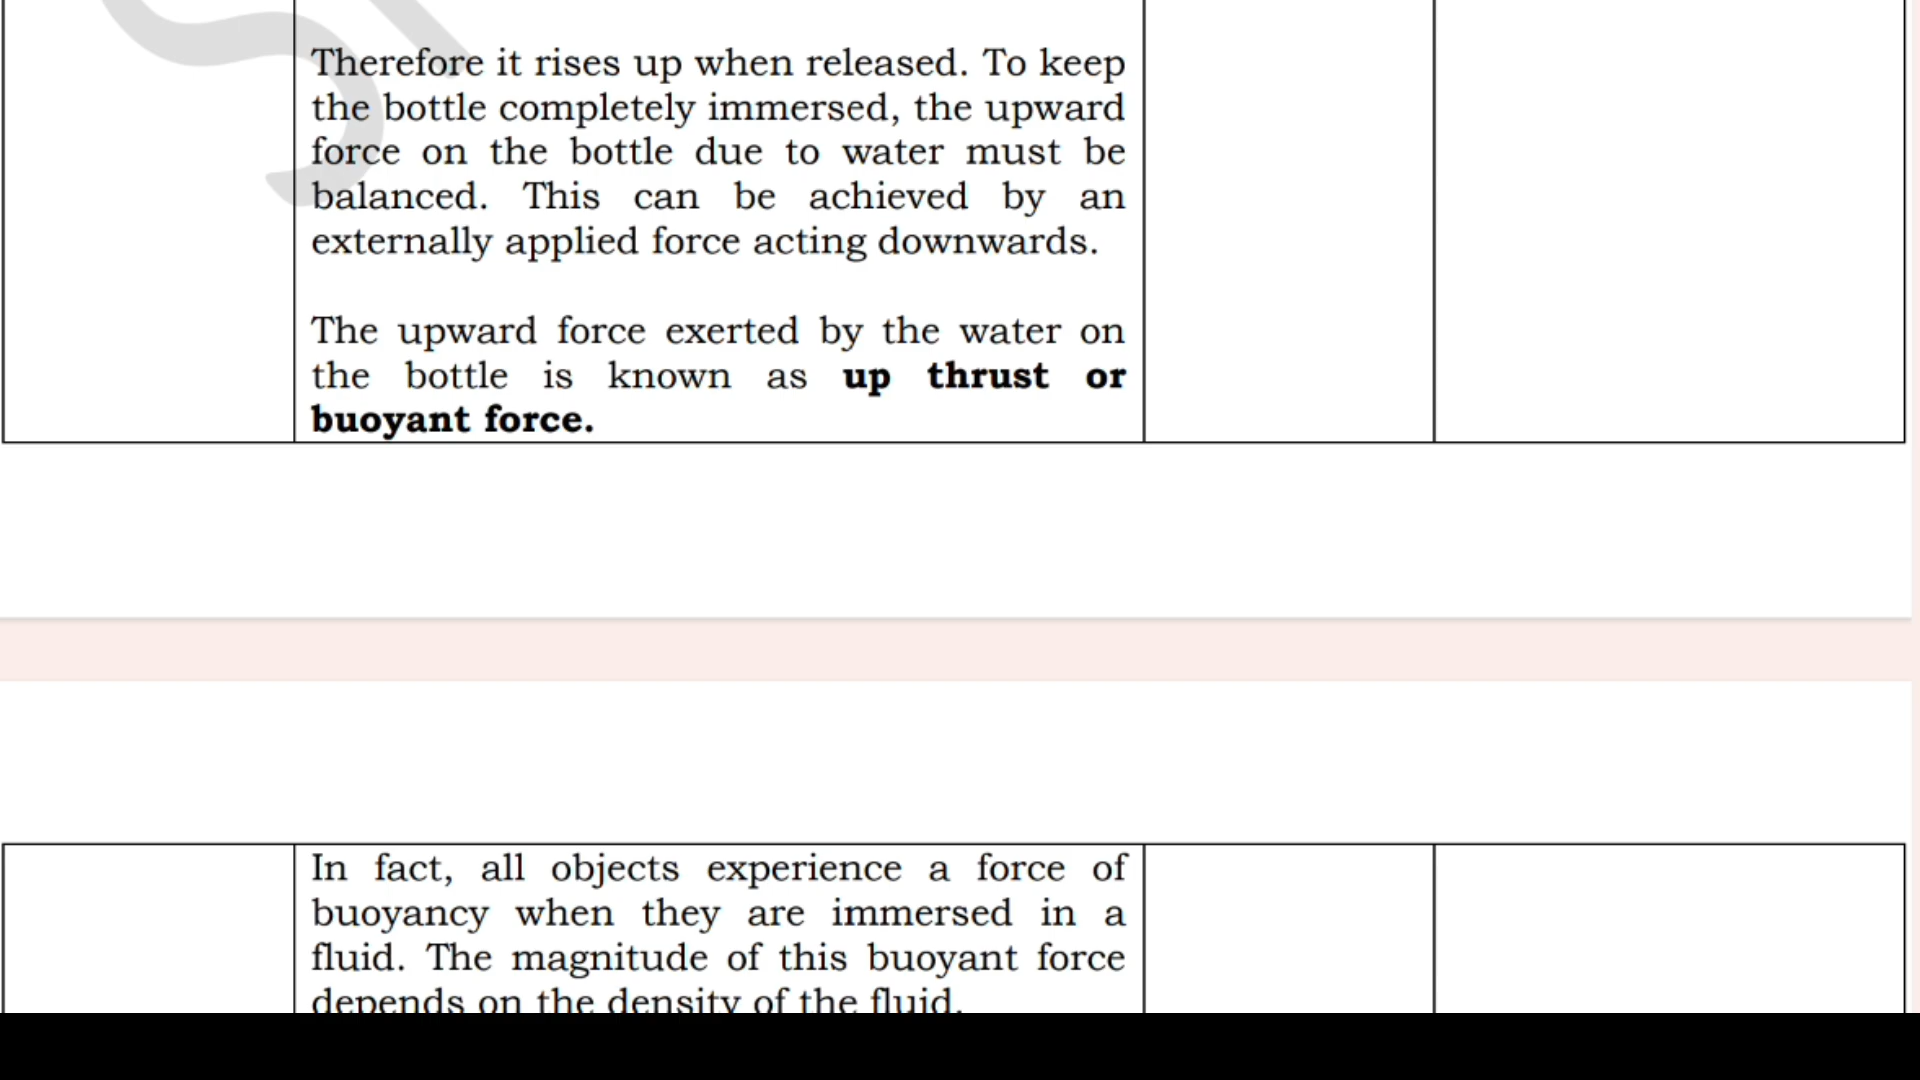 Therefore it rises up when released. To keep
the bottle completely immersed, the upward
force on the bottle due to water must be
balanced. This can be achieved by an
externally applied force acting downwards.
The upward force exerted by the water on
the bottle is known as up thrust or
buoyant force.
In fact, all objects experience a force of
buoyancy when they are immersed in a
fluid. The magnitude of this buoyant force
depends on the density of the fluid.